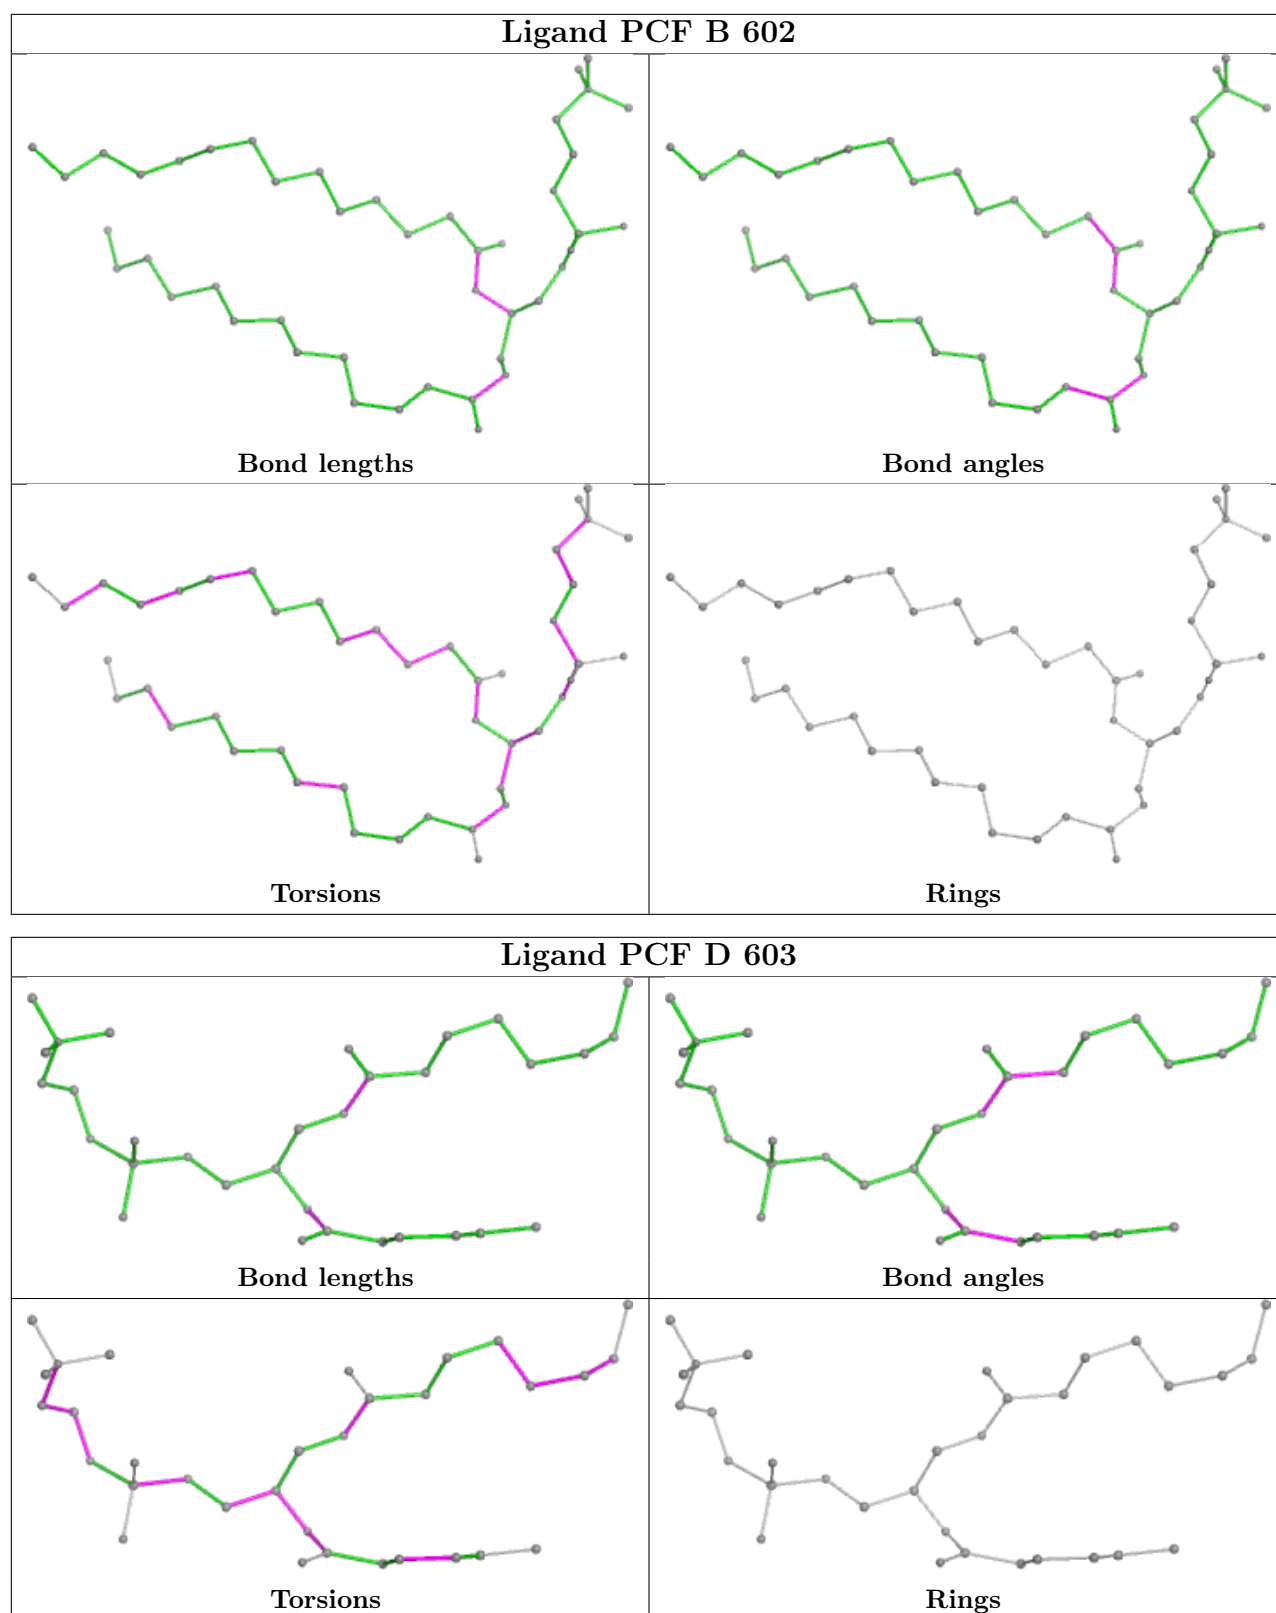 Ligand PCF B 602
Bond lengths
Bond angles
Torsions
Rings
Ligand PCF D 603
Bond lengths
Bond angles
Torsions
Rings